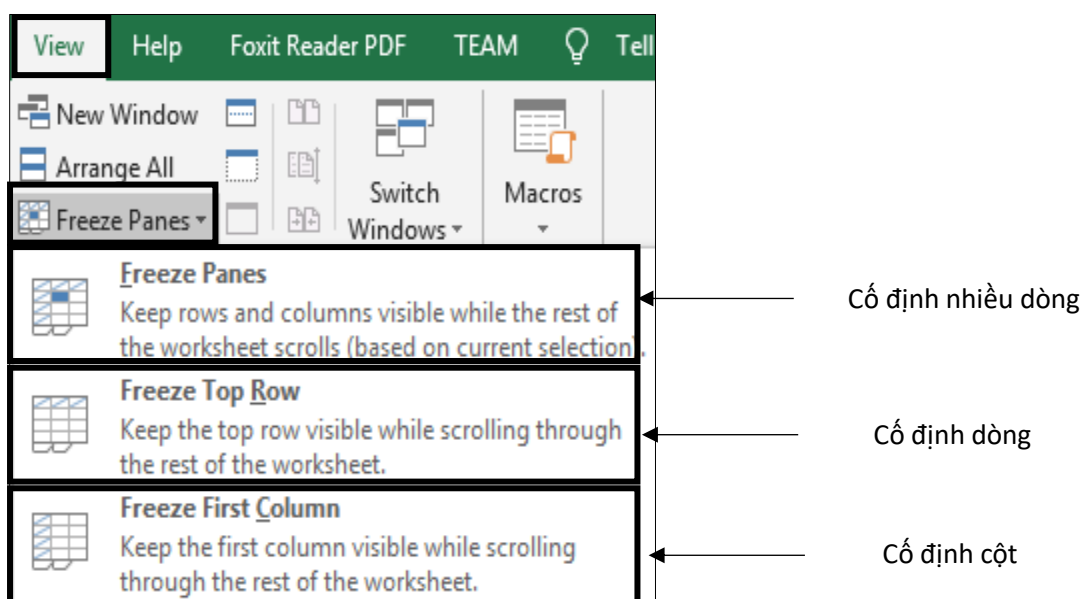 View Help Foxit Reader PDF TEAM Tell
New Window
Arrange All
Freeze Panes
Switch
Windows
Macros
Freeze Panes
Keep rows and columns visible while the rest of
the worksheet scrolls (based on current selection).
Cố định nhiều dòng
Freeze Top Row
Keep the top row visible while scrolling through
the rest of the worksheet.
Cố định dòng
Freeze First Column
Keep the first column visible while scrolling
through the rest of the worksheet.
Cố định cột